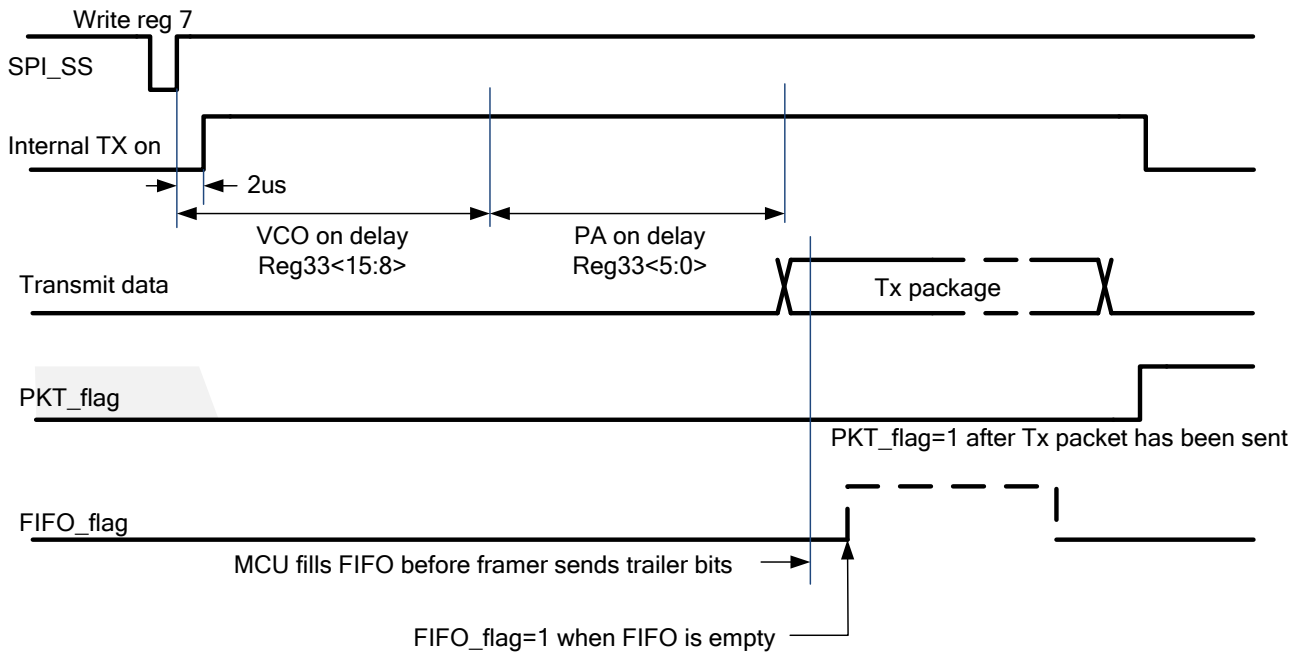 Write reg 7
SPI_SS
Internal TX on
2us
VCO on delay
Reg33<15:8>
PA on delay
Reg33<5:0>
Transmit data
Tx package
PKT_flag
PKT_flag=1 after Tx packet has been sent
FIFO_flag
MCU fills FIFO before framer sends trailer bits
FIFO_flag=1 when FIFO is empty